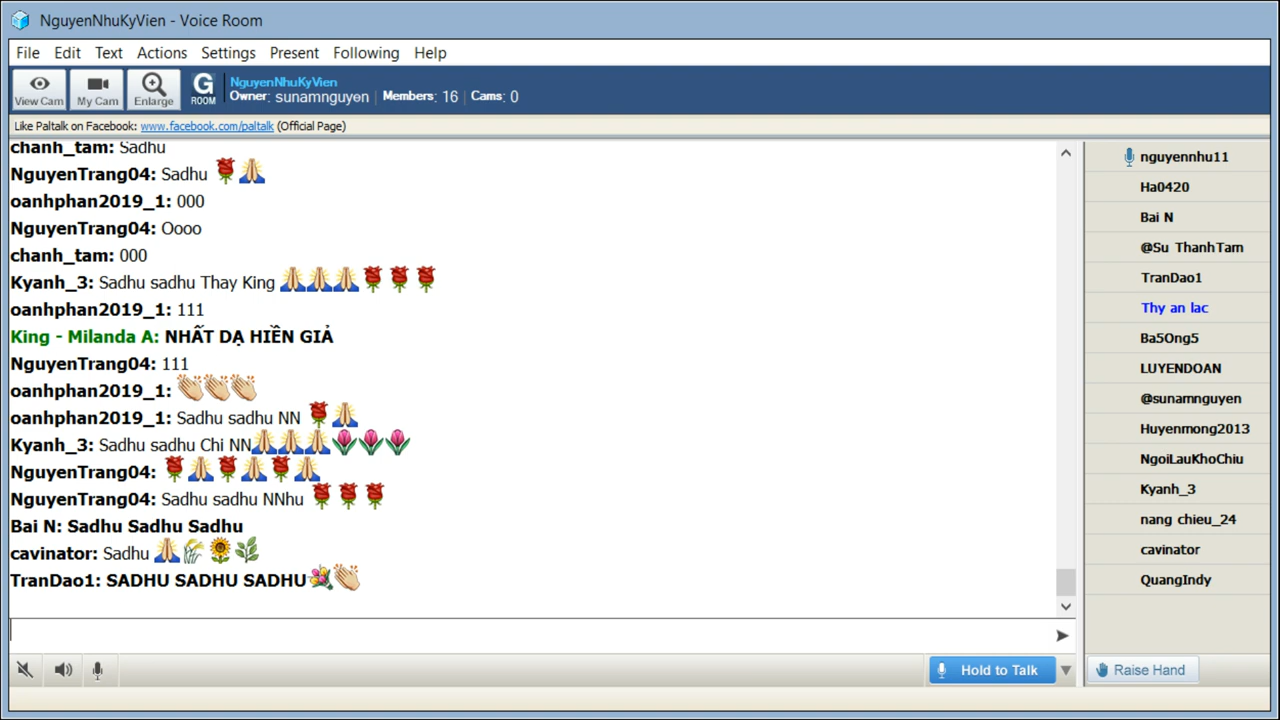 NguyenNhuKyVien - Voice Room
File Edit Text Actions Settings Present Following Help
View Cam
My Cam
Enlarge
G ROOM
NguyenNhuKyVien
Owner: sunamnguyen | Members: 16 | Cams: 0
Like Paltalk on Facebook: www.facebook.com/paltalk (Official Page)
chanh_tam: Sadhu
NguyenTrang04: Sadhu 🌹🙏
oanhphan2019_1: 000
NguyenTrang04: Oooo
chanh_tam: 000
Kyanh_3: Sadhu sadhu Thay King 🙏🙏🙏🌹🌹🌹
oanhphan2019_1: 111
King - Milanda A: NHẤT DẠ HIỀN GIẢ
NguyenTrang04: 111
oanhphan2019_1: 👏👏👏
oanhphan2019_1: Sadhu sadhu NN 🌹🙏
Kyanh_3: Sadhu sadhu Chi NN🙏🙏🙏🌷🌷🌷
NguyenTrang04: 🌹🙏🌹🙏🌹🙏
NguyenTrang04: Sadhu sadhu NNhu 🌹🌹🌹
Bai N: Sadhu Sadhu Sadhu
cavinator: Sadhu 🙏🌾🌻🌿
TranDao1: SADHU SADHU SADHU💐👏
nguyennhu11
Ha0420
Bai N
@Su ThanhTam
TranDao1
Thy an lac
Ba5Ong5
LUYENDOAN
@sunamnguyen
Huyenmong2013
NgoiLauKhoChiu
Kyanh_3
nang chieu_24
cavinator
QuangIndy
Hold to Talk
Raise Hand